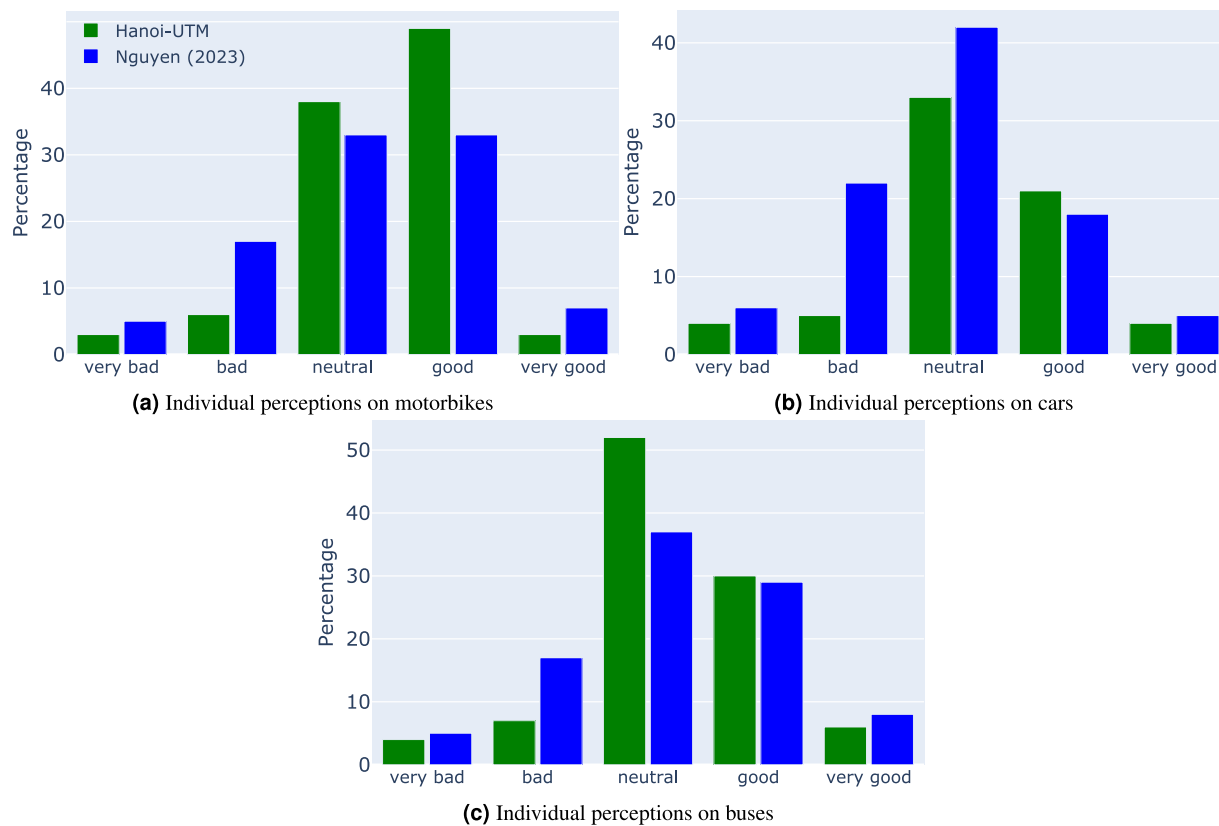 Hanoi-UTM
Nguyen (2023)
Percentage
40
30
20
10
0
very bad bad neutral good very good
(a) Individual perceptions on motorbikes
Percentage
40
30
20
10
0
very bad bad neutral good very good
(b) Individual perceptions on cars
Percentage
50
40
30
20
10
0
very bad bad neutral good very good
(c) Individual perceptions on buses